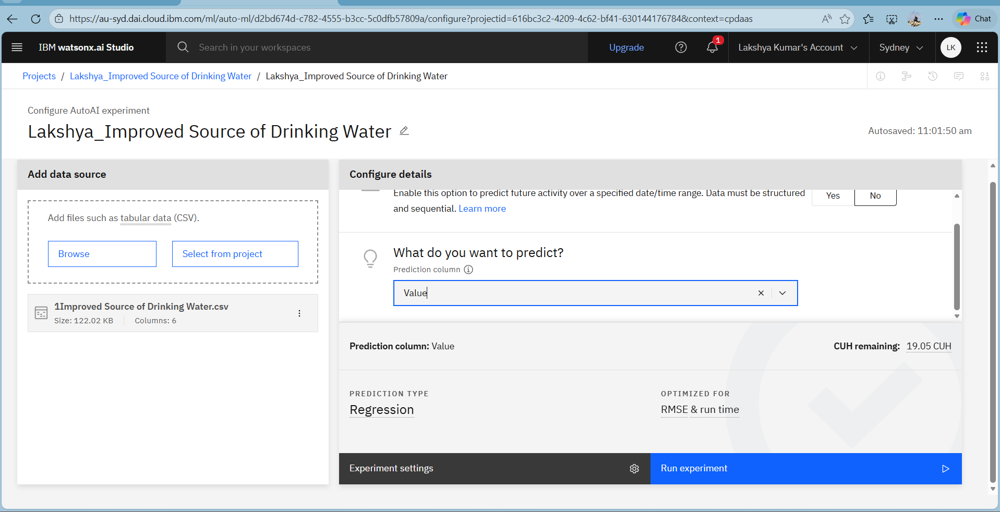 https://au-syd.dai.cloud.ibm.com/ml/auto-ml/d2bd674d-c782-4555-b3cc-5c0dfb57809a/configure?projectid=616bc3c2-4209-4c62-bf41-630144176784&context=cpdaas
Chat
IBM watsonx.ai Studio
Search in your workspaces
Upgrade
1
Lakshya Kumar's Account
Sydney
LK
Projects / Lakshya_Improved Source of Drinking Water / Lakshya_Improved Source of Drinking Water
Configure AutoAI experiment
Lakshya_Improved Source of Drinking Water
Autosaved: 11:01:50 am
Add data source
Add files such as tabular data (CSV).
Browse
Select from project
1Improved Source of Drinking Water.csv
Size: 122.02 KB
Columns: 6
Configure details
Enable this option to predict future activity over a specified date/time range. Data must be structured
and sequential. Learn more
Yes
No
What do you want to predict?
Prediction column
Value
Prediction column: Value
CUH remaining: 19.05 CUH
PREDICTION TYPE
Regression
OPTIMIZED FOR
RMSE & run time
Experiment settings
Run experiment